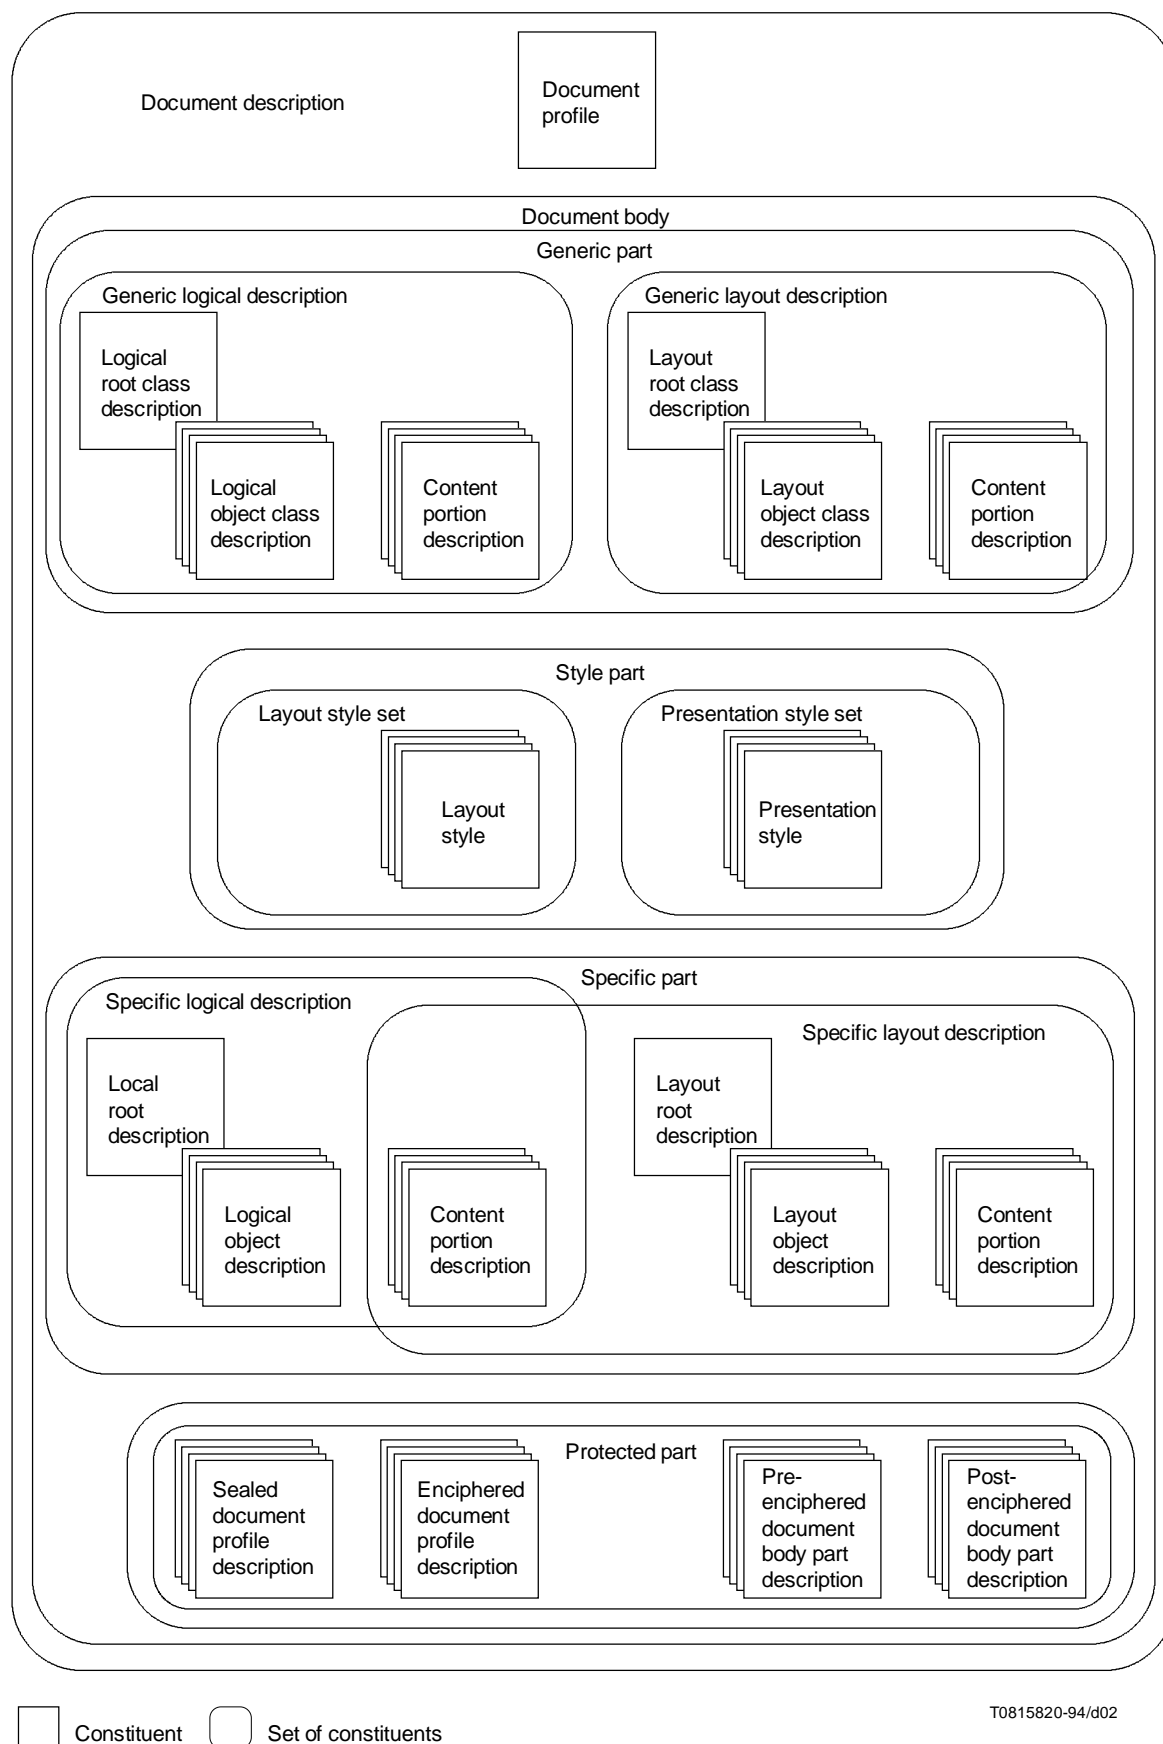 Document description
Document
profile
Document body
Generic part
Generic logical description
Logical
root class
description
Logical
object class
description
Content
portion
description
Generic layout description
Layout
root class
description
Layout
object class
description
Content
portion
description
Style part
Layout style set
Layout
style
Presentation style set
Presentation
style
Specific part
Specific logical description
Local
root
description
Logical
object
description
Content
portion
description
Specific layout description
Layout
root
description
Layout
object
description
Content
portion
description
Protected part
Sealed
document
profile
description
Enciphered
document
profile
description
Pre-
enciphered
document
body part
description
Post-
enciphered
document
body part
description
T0815820-94/d02
Constituent
Set of constituents